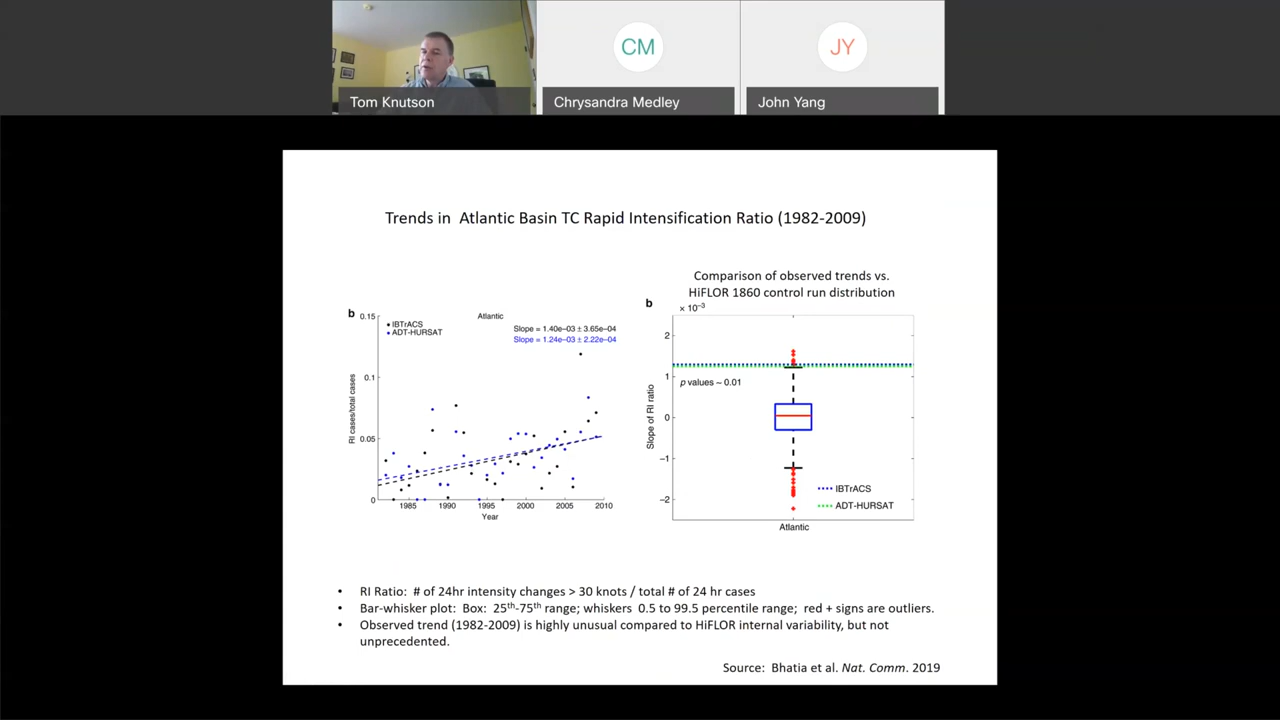 CM
JY
Tom Knutson
Chrysandra Medley
John Yang
Trends in Atlantic Basin TC Rapid Intensification Ratio (1982-2009)
b
0.15
0.1
0.05
0
IBTrACS
ADT-HURSAT
Atlantic
Slope = 1.40e−03 ± 3.65e−04
Slope = 1.24e−03 ± 2.22e−04
RI cases/total cases
1985 1990 1995 2000 2005 2010
Year
Comparison of observed trends vs.
HiFLOR 1860 control run distribution
b
× 10⁻³
2
1
0
−1
−2
p values ~ 0.01
Slope of RI ratio
IBTrACS
ADT-HURSAT
Atlantic
• RI Ratio: # of 24hr intensity changes > 30 knots / total # of 24 hr cases
• Bar-whisker plot: Box: 25th-75th range; whiskers 0.5 to 99.5 percentile range; red + signs are outliers.
• Observed trend (1982-2009) is highly unusual compared to HiFLOR internal variability, but not
unprecedented.
Source: Bhatia et al. Nat. Comm. 2019